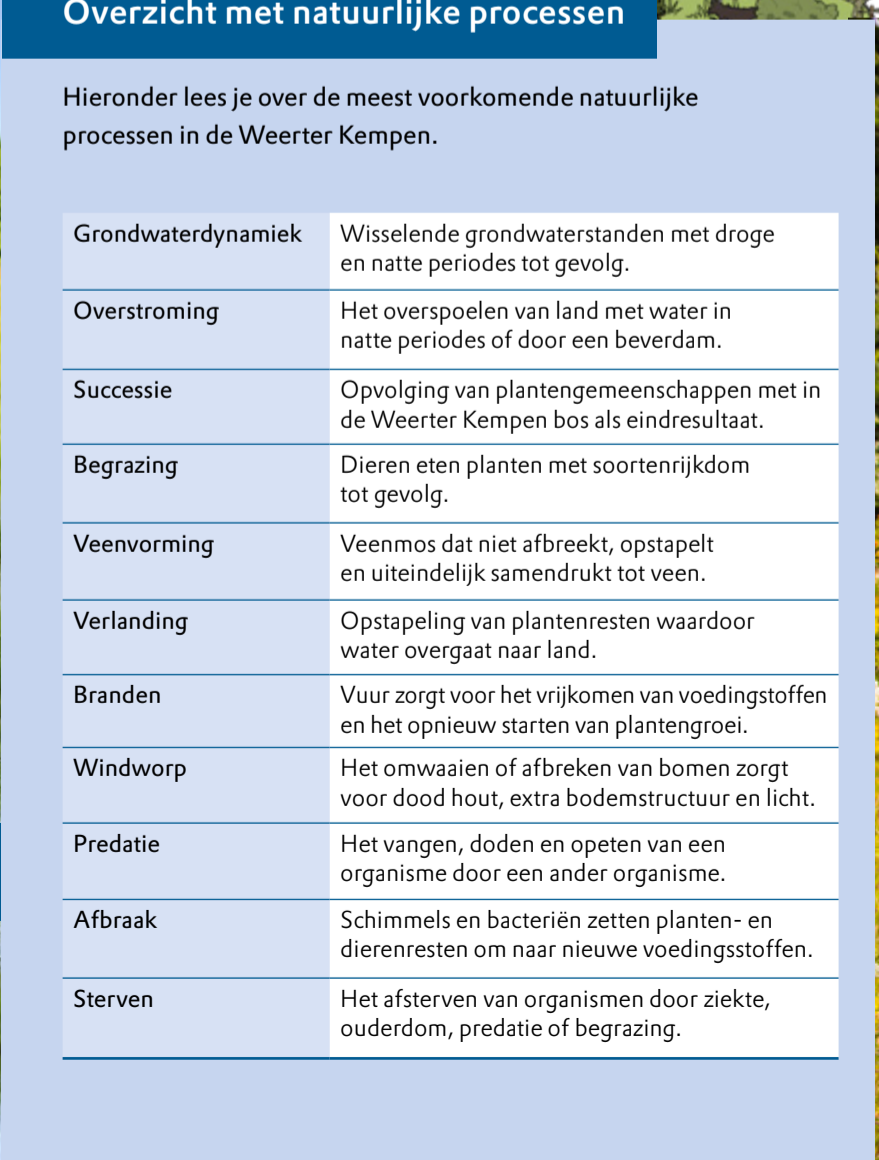 Overzicht met natuurlijke processen
Hieronder lees je over de meest voorkomende natuurlijke
processen in de Weerter Kempen.
Grondwaterdynamiek
Wisselende grondwaterstanden met droge
en natte periodes tot gevolg.
Overstroming
Het overspoelen van land met water in
natte periodes of door een beverdam.
Successie
Opvolging van plantengemeenschappen met in
de Weerter Kempen bos als eindresultaat.
Begrazing
Dieren eten planten met soortenrijkdom
tot gevolg.
Veenvorming
Veenmos dat niet afbreekt, opstapelt
en uiteindelijk samendrukt tot veen.
Verlanding
Opstapeling van plantenresten waardoor
water overgaat naar land.
Branden
Vuur zorgt voor het vrijkomen van voedingstoffen
en het opnieuw starten van plantengroei.
Windworp
Het omwaaien of afbreken van bomen zorgt
voor dood hout, extra bodemstructuur en licht.
Predatie
Het vangen, doden en opeten van een
organisme door een ander organisme.
Afbraak
Schimmels en bacteriën zetten planten- en
dierenresten om naar nieuwe voedingsstoffen.
Sterven
Het afsterven van organismen door ziekte,
ouderdom, predatie of begrazing.